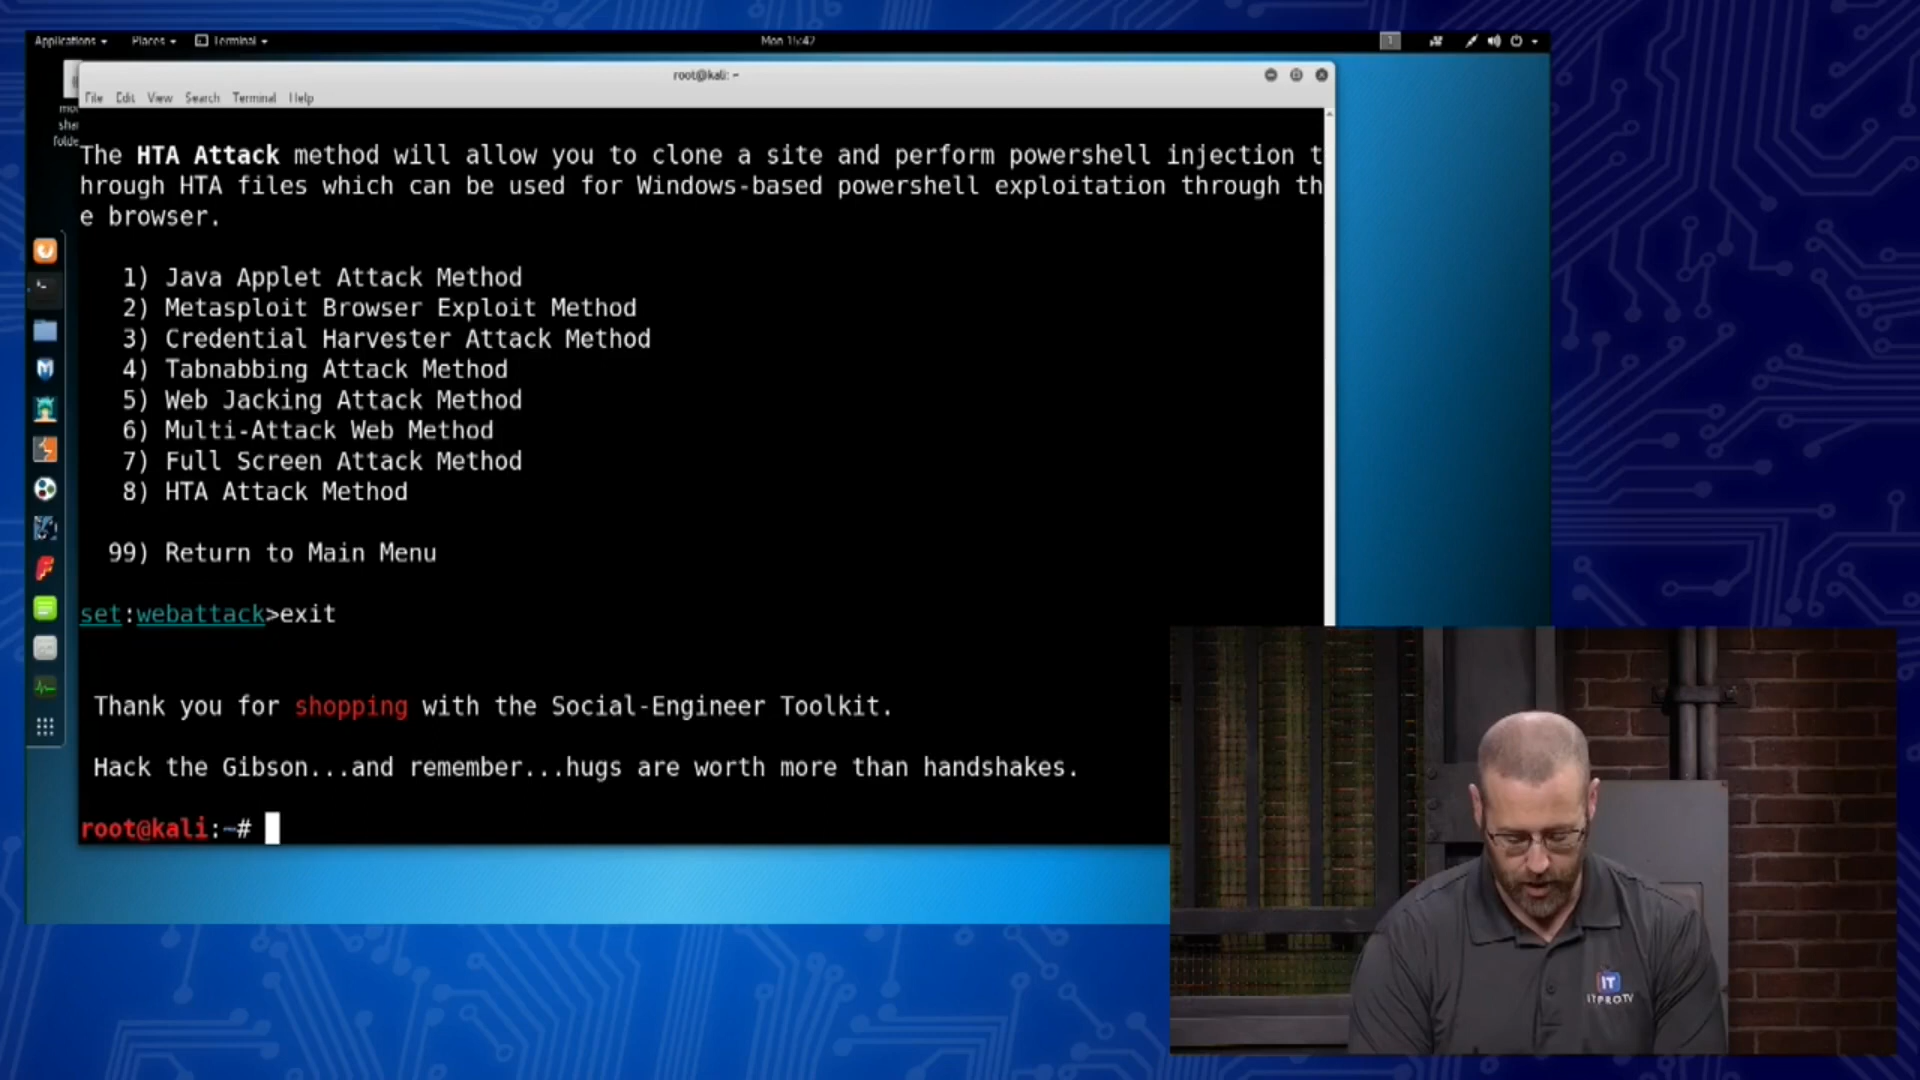 Applications Places Terminal Mon 15:42 1
root@kali: ~
File Edit View Search Terminal Help
The HTA Attack method will allow you to clone a site and perform powershell injection t
hrough HTA files which can be used for Windows-based powershell exploitation through th
e browser.
1) Java Applet Attack Method
2) Metasploit Browser Exploit Method
3) Credential Harvester Attack Method
4) Tabnabbing Attack Method
5) Web Jacking Attack Method
6) Multi-Attack Web Method
7) Full Screen Attack Method
8) HTA Attack Method
99) Return to Main Menu
set:webattack>exit
Thank you for shopping with the Social-Engineer Toolkit.
Hack the Gibson...and remember...hugs are worth more than handshakes.
root@kali:~#
IT
ITPROTV